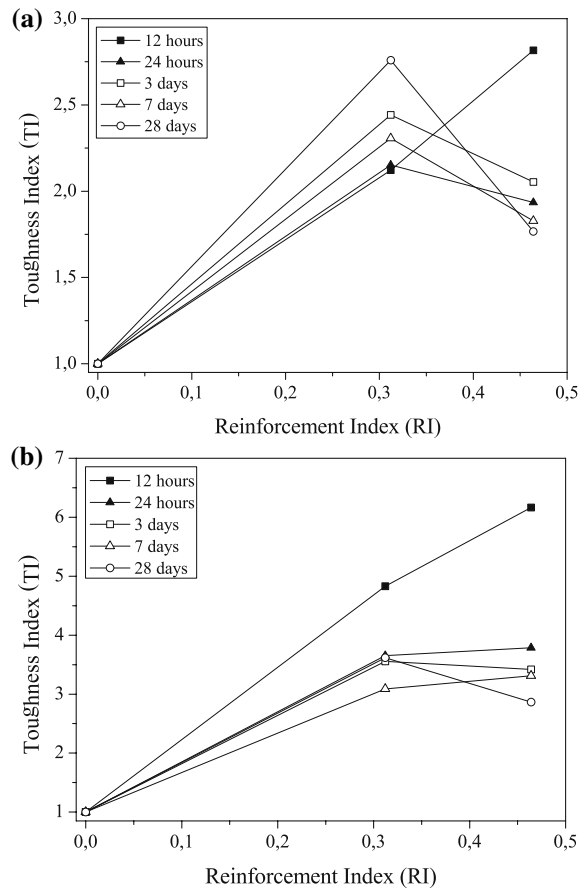 (a)
12 hours
24 hours
3 days
7 days
28 days
3,0
2,5
2,0
1,5
1,0
Toughness Index (TI)
0,0 0,1 0,2 0,3 0,4 0,5
Reinforcement Index (RI)
(b)
12 hours
24 hours
3 days
7 days
28 days
7
6
5
4
3
2
1
Toughness Index (TI)
0,0 0,1 0,2 0,3 0,4 0,5
Reinforcement Index (RI)